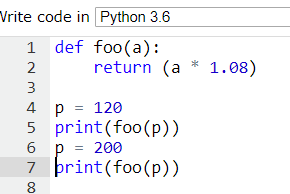 Write code in Python 3.6
1 def foo(a):
2     return (a * 1.08)
3
4 p = 120
5 print(foo(p))
6 p = 200
7 print(foo(p))
8